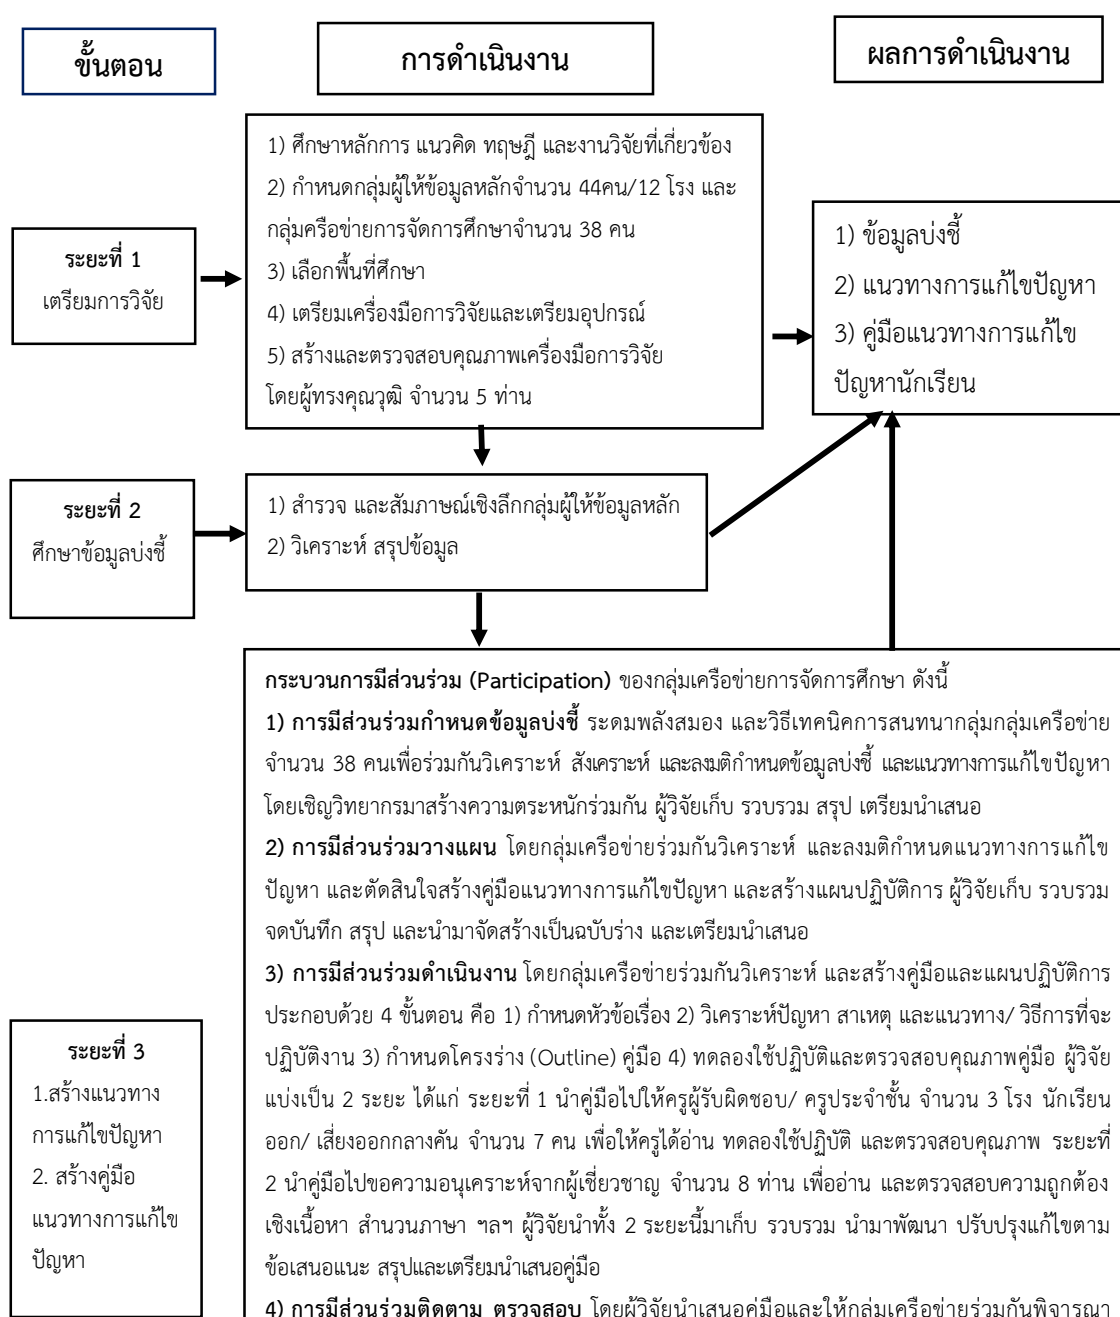 ขั้นตอน
การดำเนินงาน
ผลการดำเนินงาน
ระยะที่ 1
เตรียมการวิจัย
1) ศึกษาหลักการ แนวคิด ทฤษฎี และงานวิจัยที่เกี่ยวข้อง
2) กำหนดกลุ่มผู้ให้ข้อมูลหลักจำนวน 44คน/12 โรง และ
กลุ่มครือข่ายการจัดการศึกษาจำนวน 38 คน
3) เลือกพื้นที่ศึกษา
4) เตรียมเครื่องมือการวิจัยและเตรียมอุปกรณ์
5) สร้างและตรวจสอบคุณภาพเครื่องมือการวิจัย
โดยผู้ทรงคุณวุฒิ จำนวน 5 ท่าน
1) ข้อมูลบ่งชี้
2) แนวทางการแก้ไขปัญหา
3) คู่มือแนวทางการแก้ไข
ปัญหานักเรียน
ระยะที่ 2
ศึกษาข้อมูลบ่งชี้
1) สำรวจ และสัมภาษณ์เชิงลึกกลุ่มผู้ให้ข้อมูลหลัก
2) วิเคราะห์ สรุปข้อมูล
ระยะที่ 3
1.สร้างแนวทาง
การแก้ไขปัญหา
2. สร้างคู่มือ
แนวทางการแก้ไข
ปัญหา
กระบวนการมีส่วนร่วม (Participation) ของกลุ่มเครือข่ายการจัดการศึกษา ดังนี้
1) การมีส่วนร่วมกำหนดข้อมูลบ่งชี้ ระดมพลังสมอง และวิธีเทคนิคการสนทนากลุ่มกลุ่มเครือข่าย
จำนวน 38 คนเพื่อร่วมกันวิเคราะห์ สังเคราะห์ และลงมติกำหนดข้อมูลบ่งชี้ และแนวทางการแก้ไขปัญหา
โดยเชิญวิทยากรมาสร้างความตระหนักร่วมกัน ผู้วิจัยเก็บ รวบรวม สรุป เตรียมนำเสนอ
2) การมีส่วนร่วมวางแผน โดยกลุ่มเครือข่ายร่วมกันวิเคราะห์ และลงมติกำหนดแนวทางการแก้ไข
ปัญหา และตัดสินใจสร้างคู่มือแนวทางการแก้ไขปัญหา และสร้างแผนปฏิบัติการ ผู้วิจัยเก็บ รวบรวม
จดบันทึก สรุป และนำมาจัดสร้างเป็นฉบับร่าง และเตรียมนำเสนอ
3) การมีส่วนร่วมดำเนินงาน โดยกลุ่มเครือข่ายร่วมกันวิเคราะห์ และสร้างคู่มือและแผนปฏิบัติการ
ประกอบด้วย 4 ขั้นตอน คือ 1) กำหนดหัวข้อเรื่อง 2) วิเคราะห์ปัญหา สาเหตุ และแนวทาง/ วิธีการที่จะ
ปฏิบัติงาน 3) กำหนดโครงร่าง (Outline) คู่มือ 4) ทดลองใช้ปฏิบัติและตรวจสอบคุณภาพคู่มือ ผู้วิจัย
แบ่งเป็น 2 ระยะ ได้แก่ ระยะที่ 1 นำคู่มือไปให้ครูผู้รับผิดชอบ/ ครูประจำชั้น จำนวน 3 โรง นักเรียน
ออก/ เสี่ยงออกกลางคัน จำนวน 7 คน เพื่อให้ครูได้อ่าน ทดลองใช้ปฏิบัติ และตรวจสอบคุณภาพ ระยะที่
2 นำคู่มือไปขอความอนุเคราะห์จากผู้เชี่ยวชาญ จำนวน 8 ท่าน เพื่ออ่าน และตรวจสอบความถูกต้อง
เชิงเนื้อหา สำนวนภาษา ฯลฯ ผู้วิจัยนำทั้ง 2 ระยะนี้มาเก็บ รวบรวม นำมาพัฒนา ปรับปรุงแก้ไขตาม
ข้อเสนอแนะ สรุปและเตรียมนำเสนอคู่มือ
4) การมีส่วนร่วมติดตาม ตรวจสอบ โดยผู้วิจัยนำเสนอคู่มือและให้กลุ่มเครือข่ายร่วมกันพิจารณา